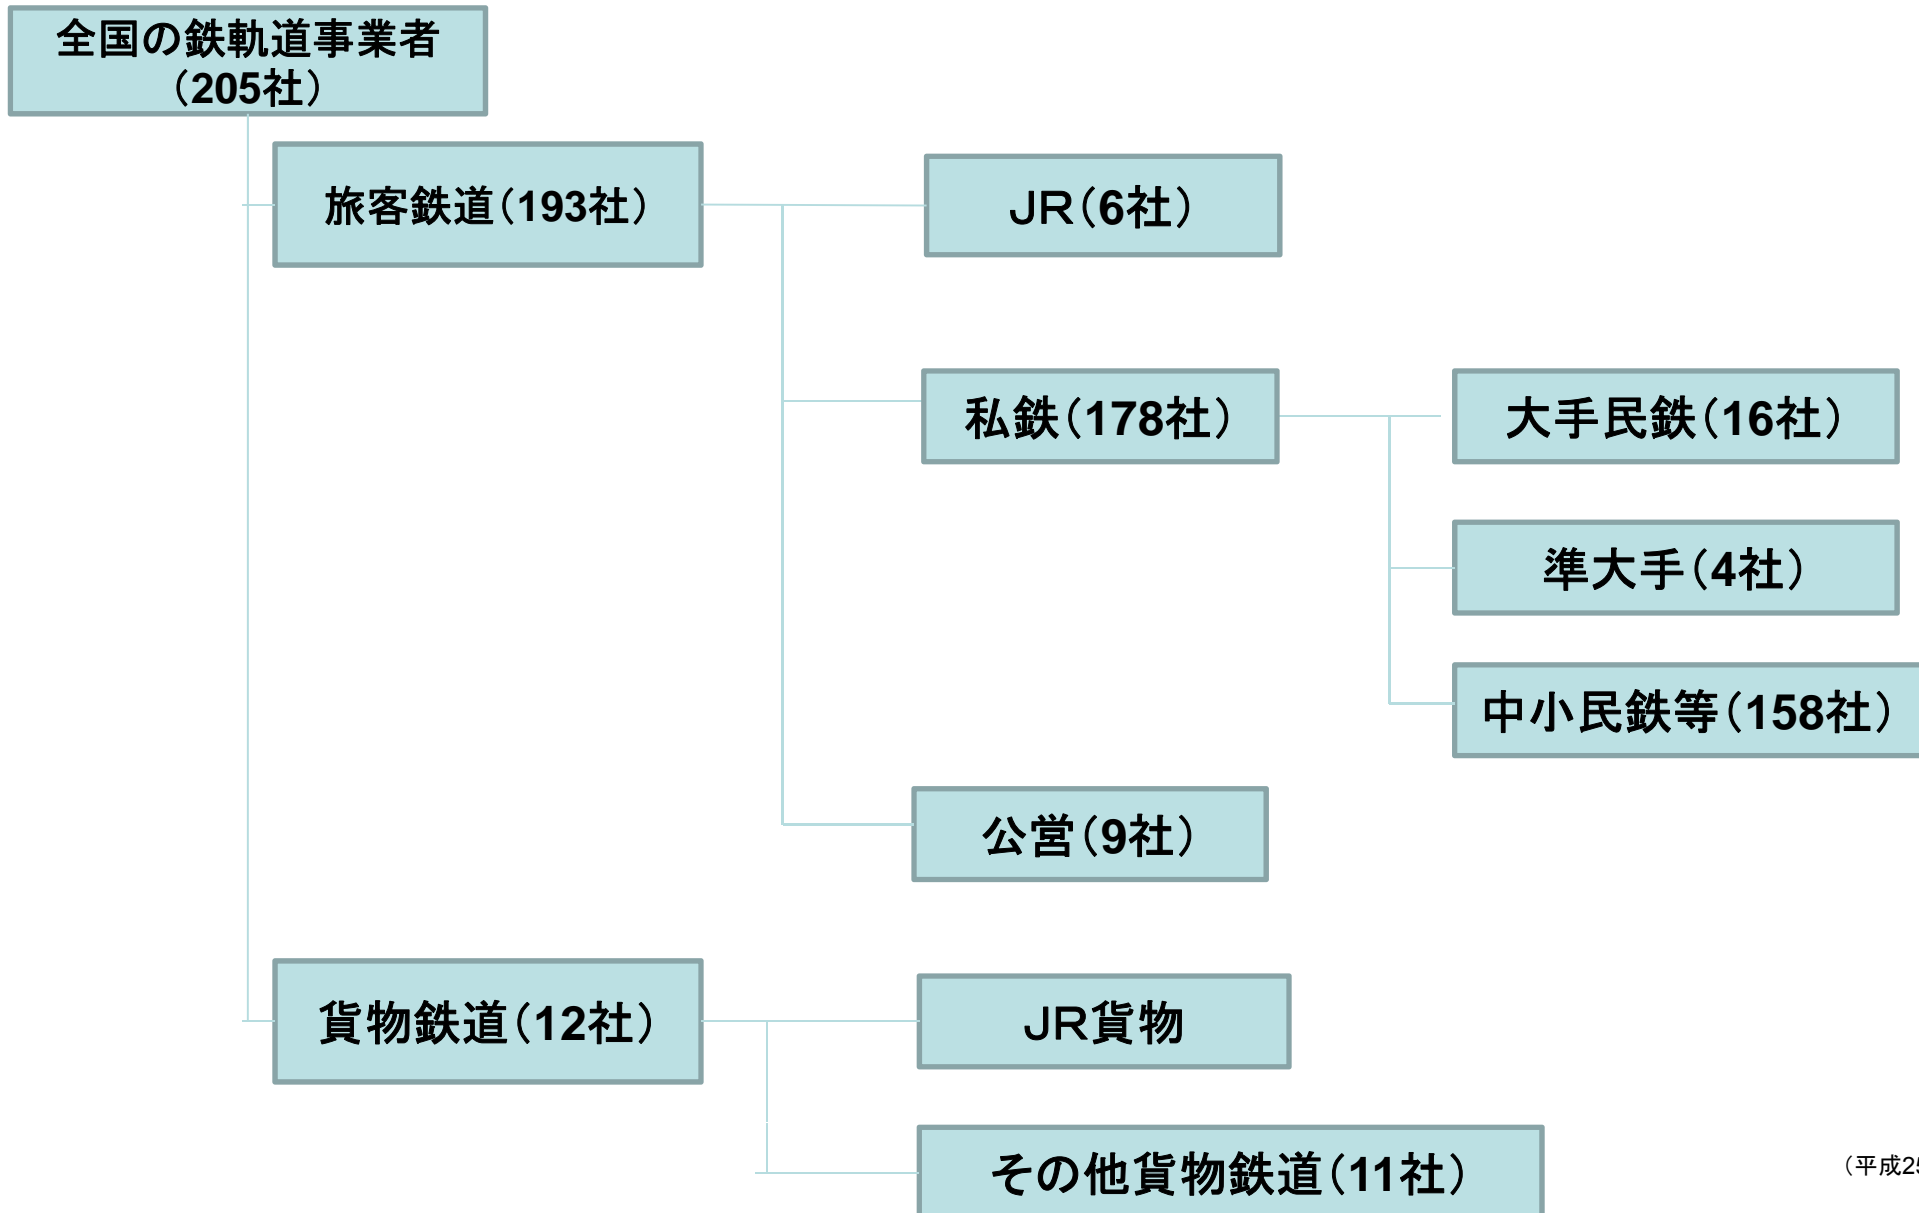 全国の鉄軌道事業者
（205社）
旅客鉄道（193社）
ＪＲ（6社）
私鉄（178社）
大手民鉄（16社）
準大手（4社）
中小民鉄等（158社）
公営（9社）
貨物鉄道（12社）
ＪＲ貨物
その他貨物鉄道（11社）
（平成25